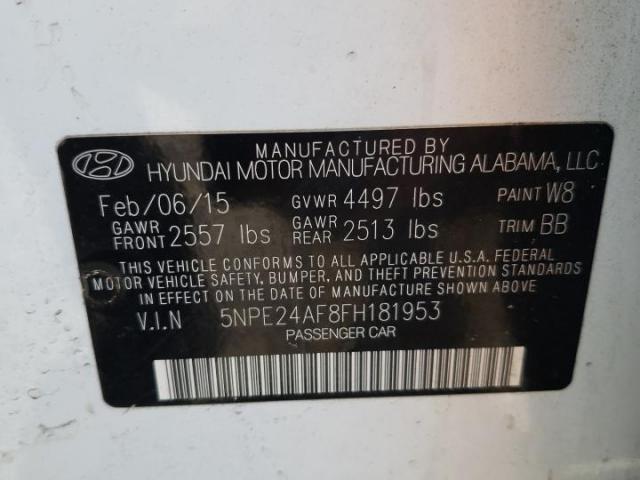 MANUFACTURED BY
HYUNDAI MOTOR MANUFACTURING ALABAMA, LLC
Feb/06/15 GVWR 4497 lbs PAINT W8
GAWR FRONT 2557 lbs GAWR REAR 2513 lbs TRIM BB
THIS VEHICLE CONFORMS TO ALL APPLICABLE U.S.A. FEDERAL
MOTOR VEHICLE SAFETY, BUMPER, AND THEFT PREVENTION STANDARDS
IN EFFECT ON THE DATE OF MANUFACTURE SHOWN ABOVE.
V.I.N 5NPE24AF8FH181953
PASSENGER CAR